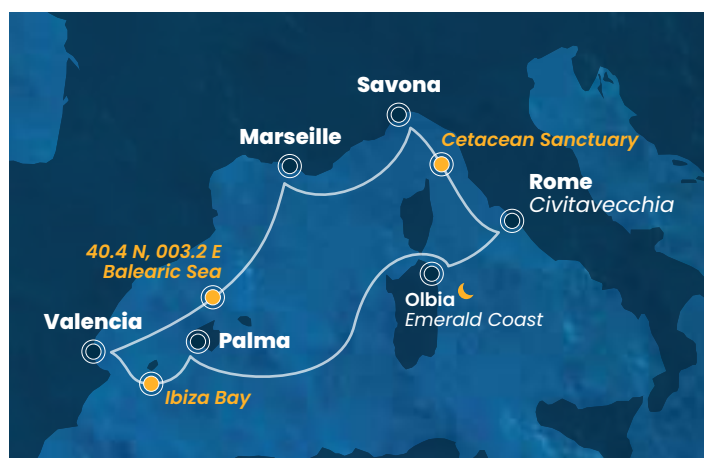 Savona
Marseille
Cetacean Sanctuary
Rome
Civitavecchia
40.4 N, 003.2 E
Balearic Sea
Olbia
Emerald Coast
Valencia
Palma
Ibiza Bay